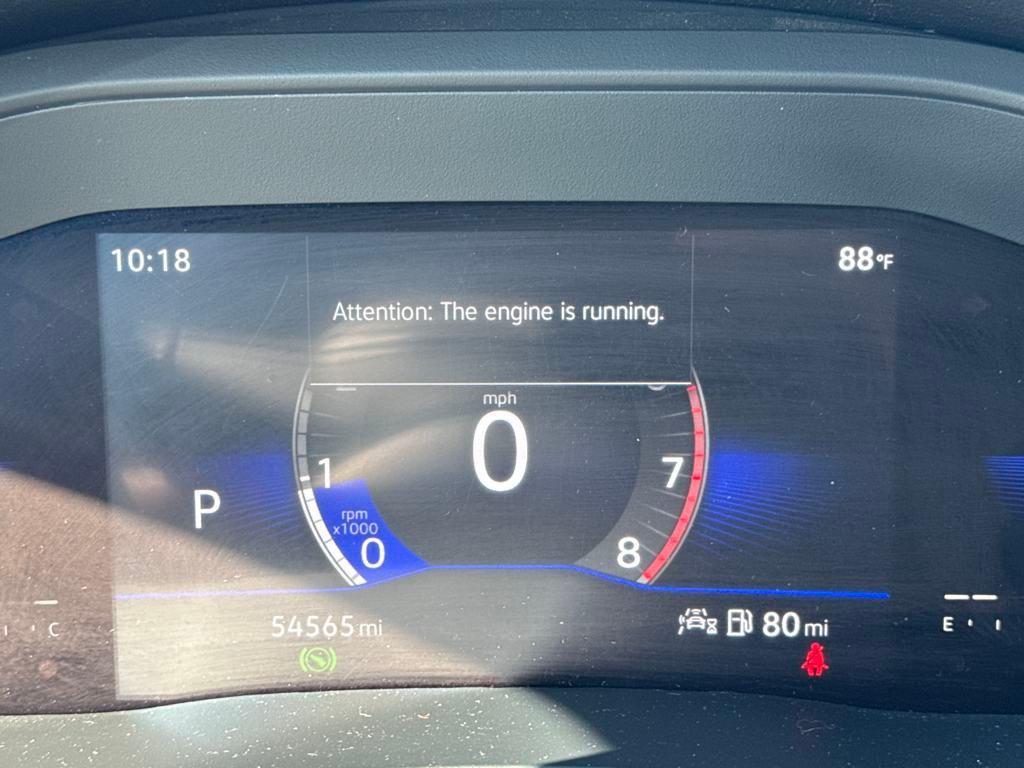 10:18
88°F
Attention: The engine is running.
mph
0
1
7
P
rpm
x1000
0
8
C
54565 mi
80 mi
E